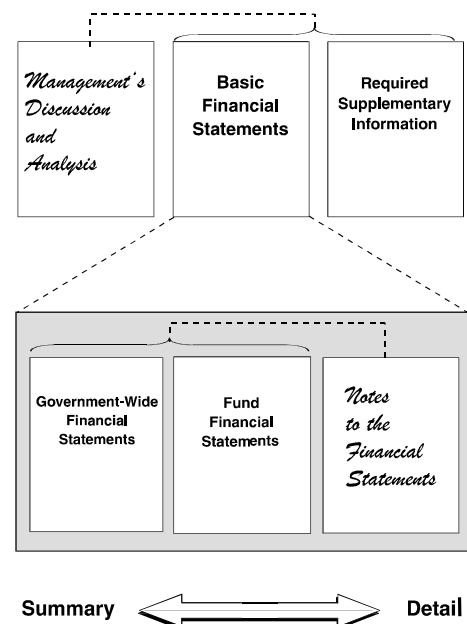 Management's
Discussion
and
Analysis
Basic
Financial
Statements
Required
Supplementary
Information
Government-Wide
Financial
Statements
Fund
Financial
Statements
Notes
to the
Financial
Statements
Summary
Detail